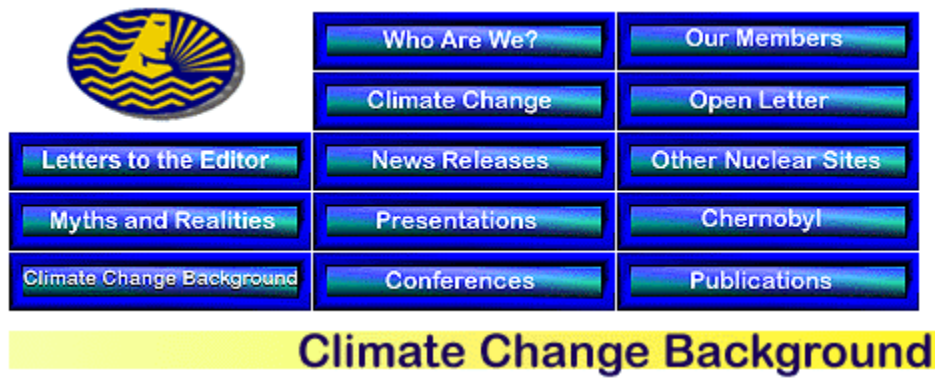 Who Are We?
Our Members
Climate Change
Open Letter
Letters to the Editor
News Releases
Other Nuclear Sites
Myths and Realities
Presentations
Chernobyl
Climate Change Background
Conferences
Publications
Climate Change Background